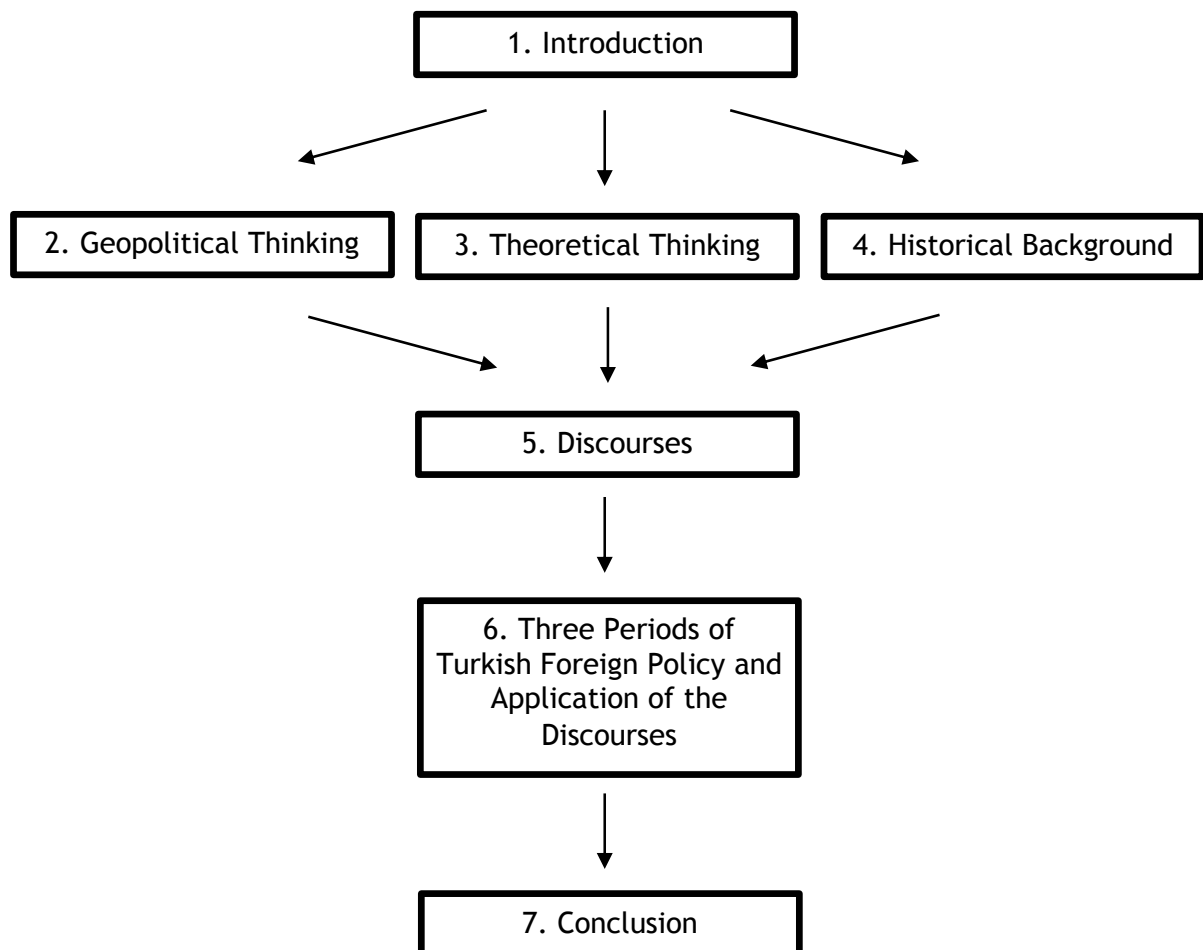 1. Introduction
2. Geopolitical Thinking
3. Theoretical Thinking
4. Historical Background
5. Discourses
6. Three Periods of
Turkish Foreign Policy and
Application of the
Discourses
7. Conclusion